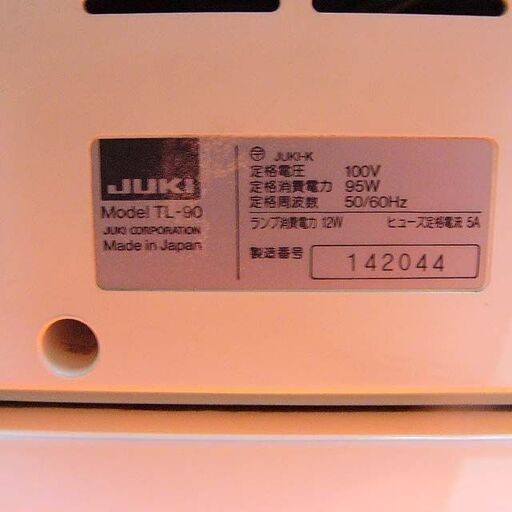 JUKI
Model TL-90
JUKI CORPORATION
Made in Japan
〒 JUKI-K
定格電圧 100V
定格消費電力 95W
定格周波数 50/60Hz
ランプ消費電力 12W ヒューズ定格電流 5A
製造番号 142044